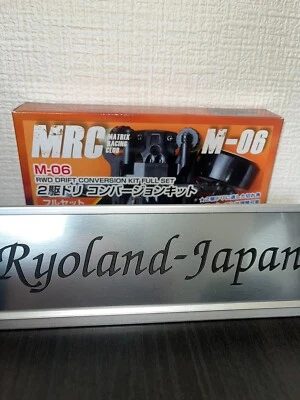 MRC
MATRIX
RACING
CLUB
M-06
M-06
RWD DRIFT CONVERSION KIT FULL SET
2駆ドリ コンバージョンキット
フルセット
Ryoland-Japan